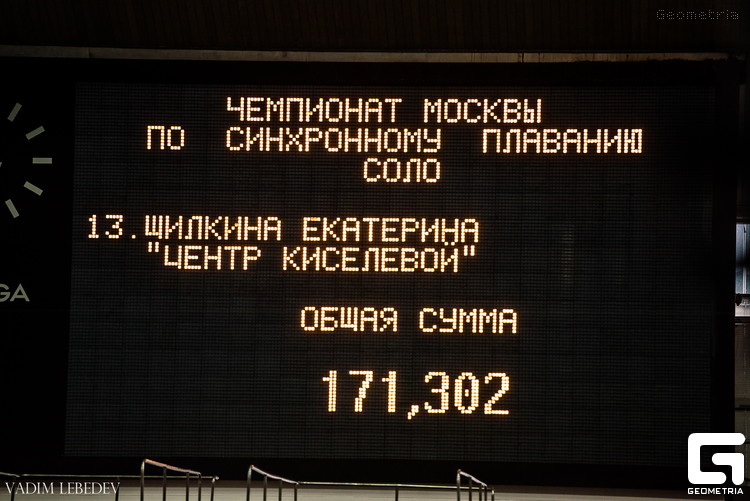 Geometria
ЧЕМПИОНАТ МОСКВЫ
ПО СИНХРОННОМУ ПЛАВАНИЮ
СОЛО
13.ЩИЛКИНА ЕКАТЕРИНА
"ЦЕНТР КИСЕЛЕВОЙ"
GA
ОБЩАЯ СУММА
171,302
VADIM LEBEDEV
GEOMETRIA